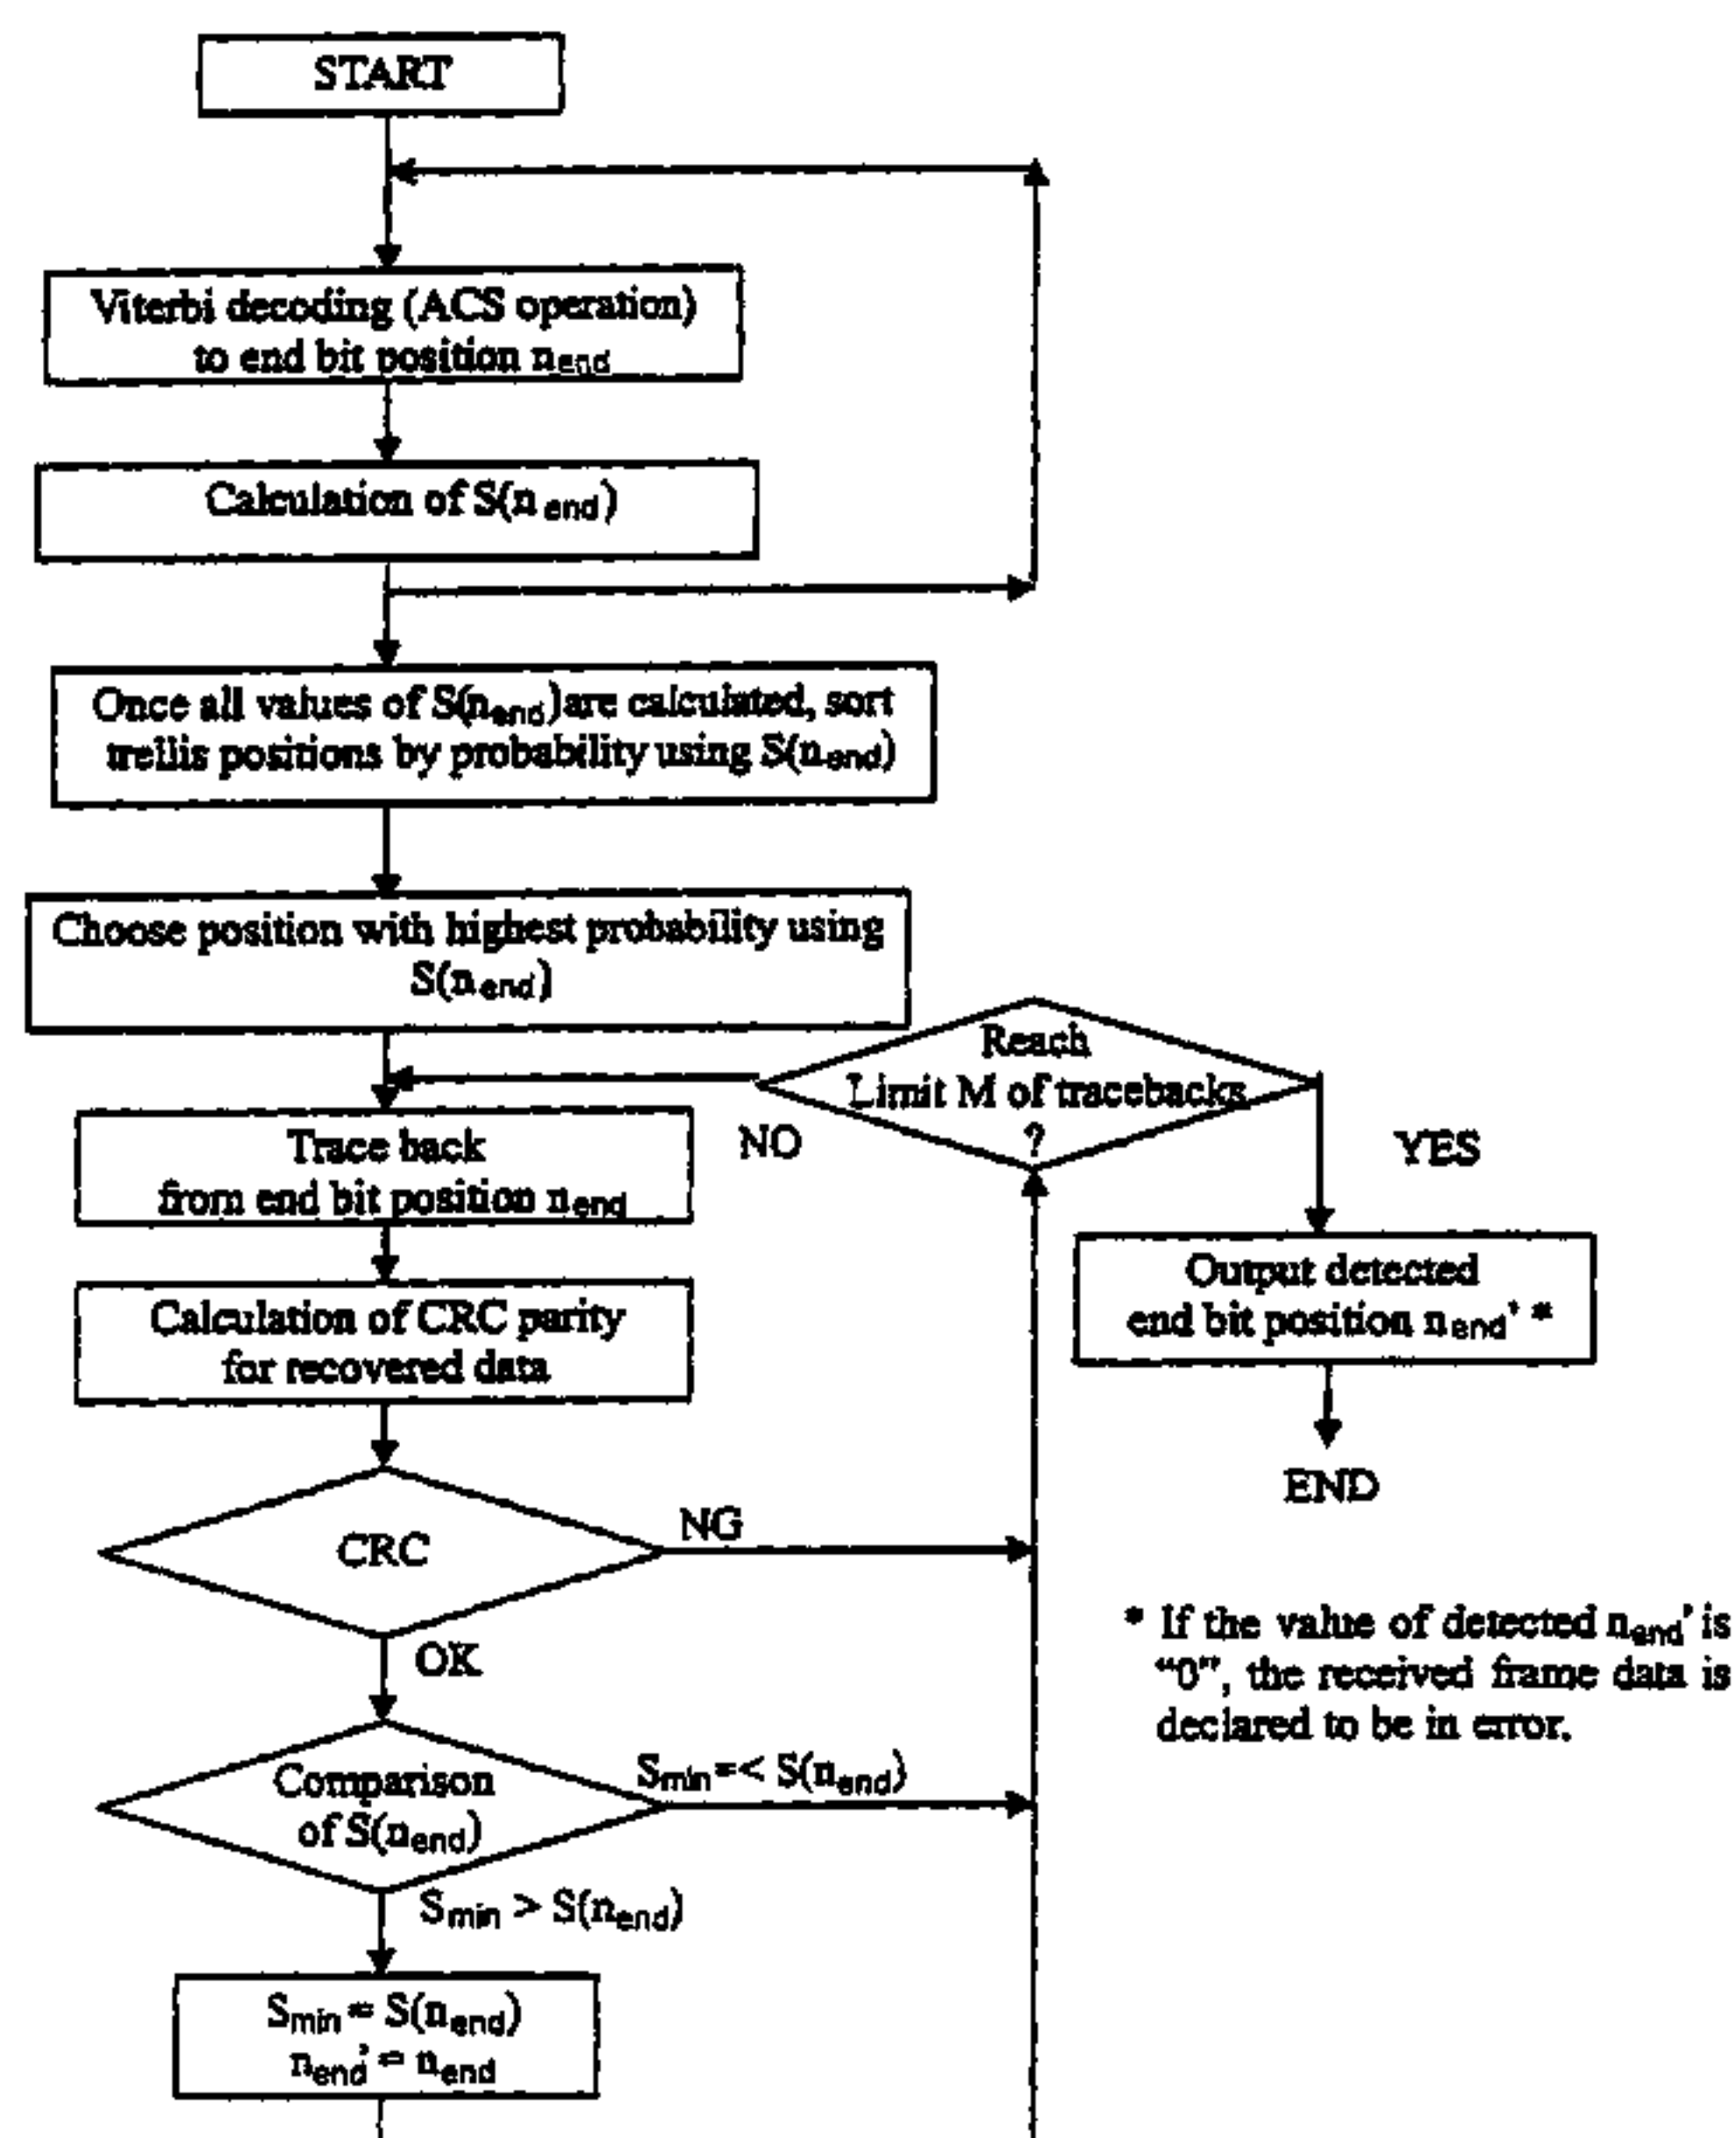 START
Viterbi decoding (ACS operation)
to end bit position nend
Calculation of S(nend)
Once all values of S(nend)are calculated, sort
trellis positions by probability using S(nend)
Choose position with highest probability using
S(nend)
Reach
Limit M of tracebacks
?
NO
YES
Trace back
from end bit position nend
Output detected
end bit position nend' *
Calculation of CRC parity
for recovered data
END
CRC
NG
OK
* If the value of detected nend' is
“0”, the received frame data is
declared to be in error.
Comparison
of S(nend)
Smin=< S(nend)
Smin > S(nend)
Smin = S(nend)
nend' = nend